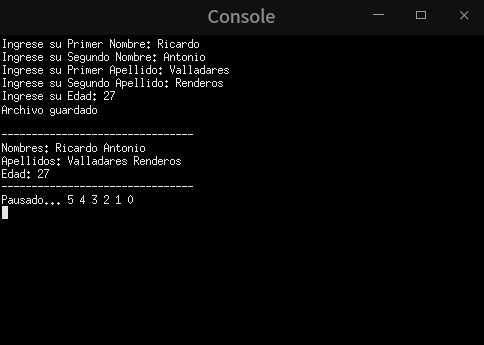 Console
Ingrese su Primer Nombre: Ricardo
Ingrese su Segundo Nombre: Antonio
Ingrese su Primer Apellido: Valladares
Ingrese su Segundo Apellido: Renderos
Ingrese su Edad: 27
Archivo guardado
--------------------------------
Nombres: Ricardo Antonio
Apellidos: Valladares Renderos
Edad: 27
--------------------------------
Pausado... 5 4 3 2 1 0